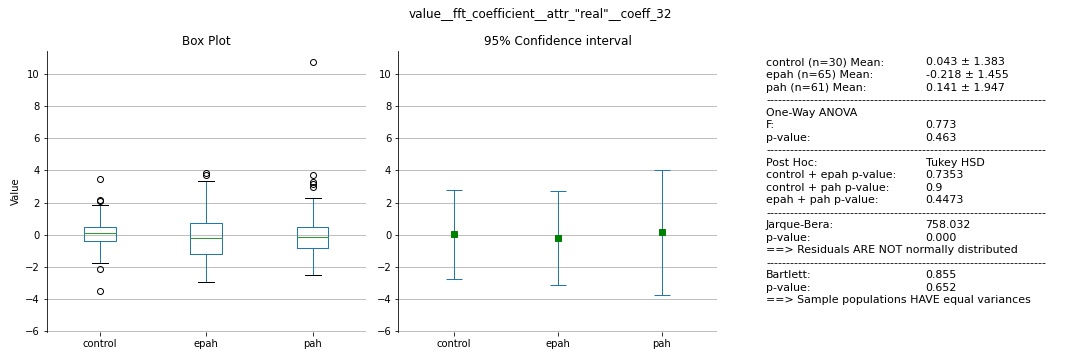 value__fft_coefficient__attr_"real"__coeff_32
Box Plot
Value
10
8
6
4
2
0
−2
−4
−6
control epah pah
95% Confidence interval
10
8
6
4
2
0
−2
−4
−6
control epah pah
control (n=30) Mean: 0.043 ± 1.383
epah (n=65) Mean: -0.218 ± 1.455
pah (n=61) Mean: 0.141 ± 1.947
One-Way ANOVA
F: 0.773
p-value: 0.463
Post Hoc: Tukey HSD
control + epah p-value: 0.7353
control + pah p-value: 0.9
epah + pah p-value: 0.4473
Jarque-Bera: 758.032
p-value: 0.000
==> Residuals ARE NOT normally distributed
Bartlett: 0.855
p-value: 0.652
==> Sample populations HAVE equal variances